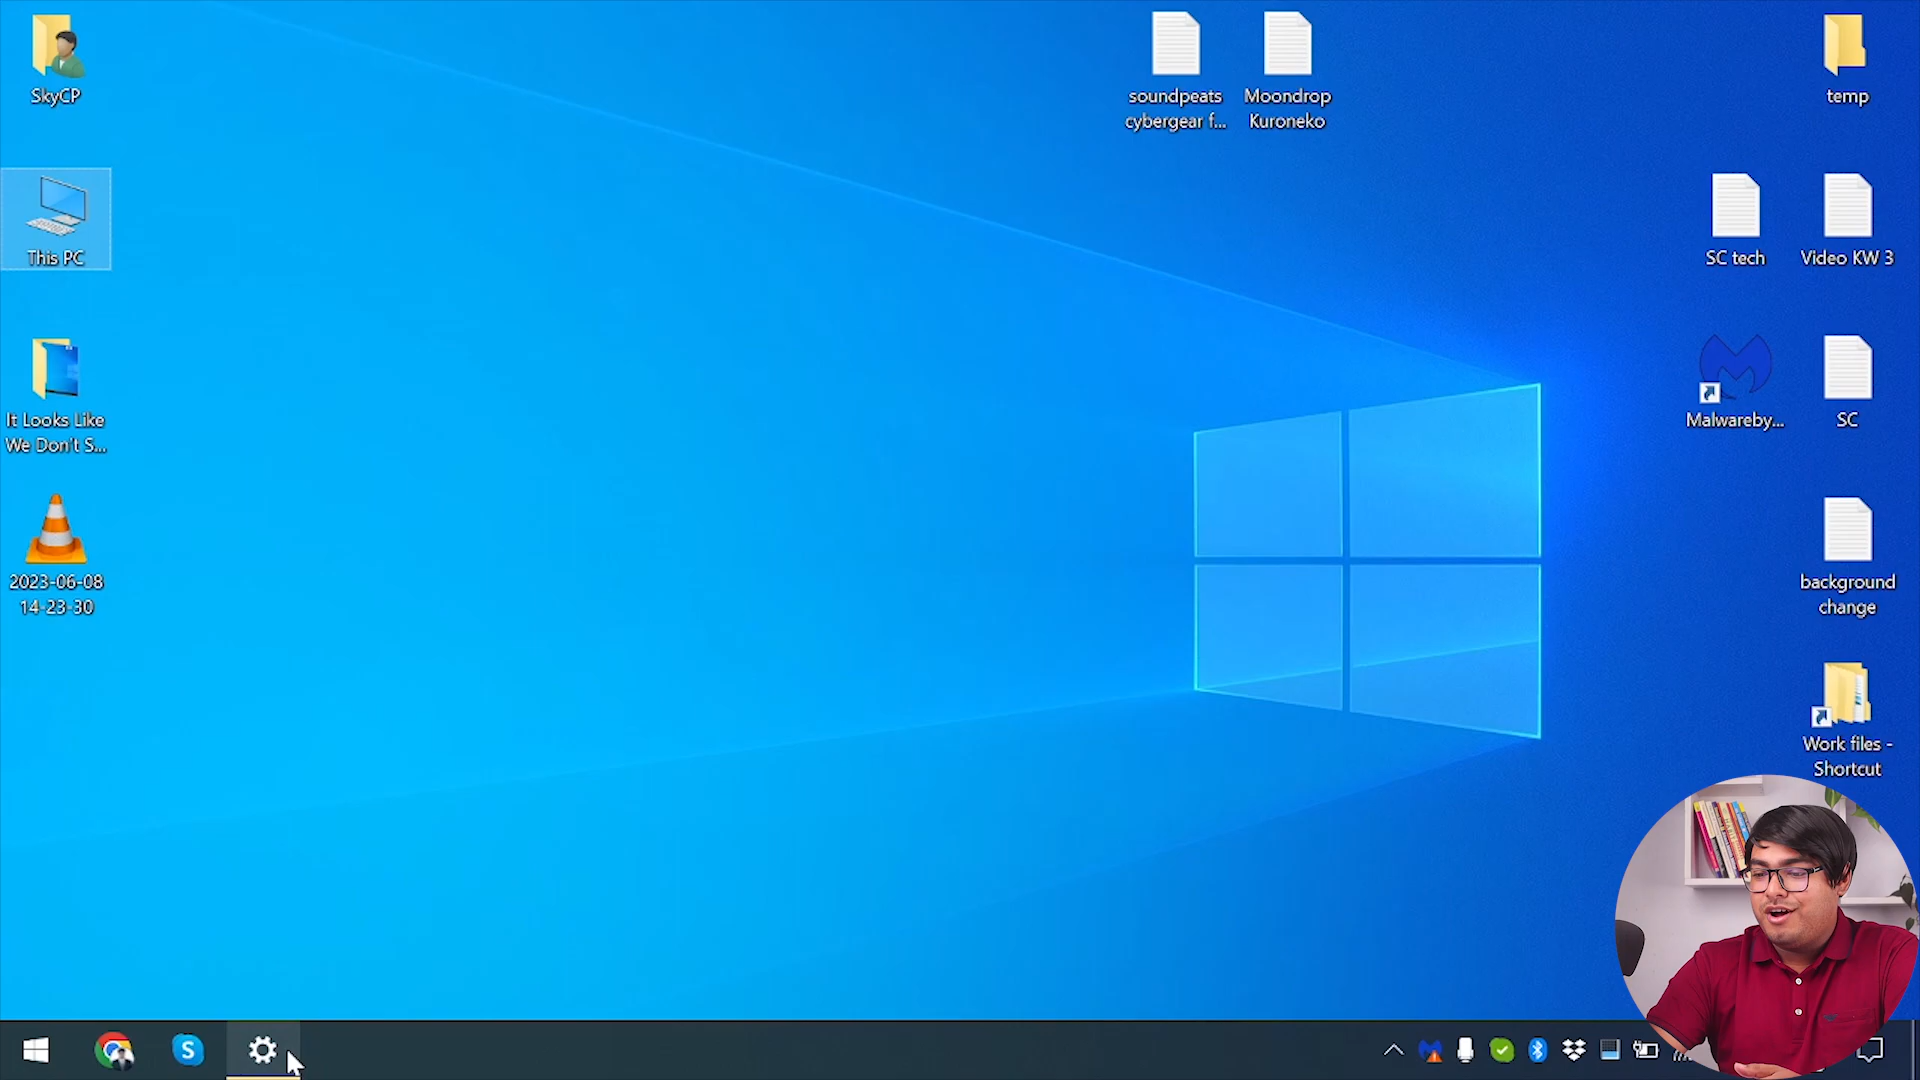 SkyCP
This PC
It Looks Like
We Don't S...
2023-06-08
14-23-30
soundpeats
cybergear f...
Moondrop
Kuroneko
temp
SC tech
Video KW 3
Malwareby...
SC
background
change
Work files -
Shortcut
S